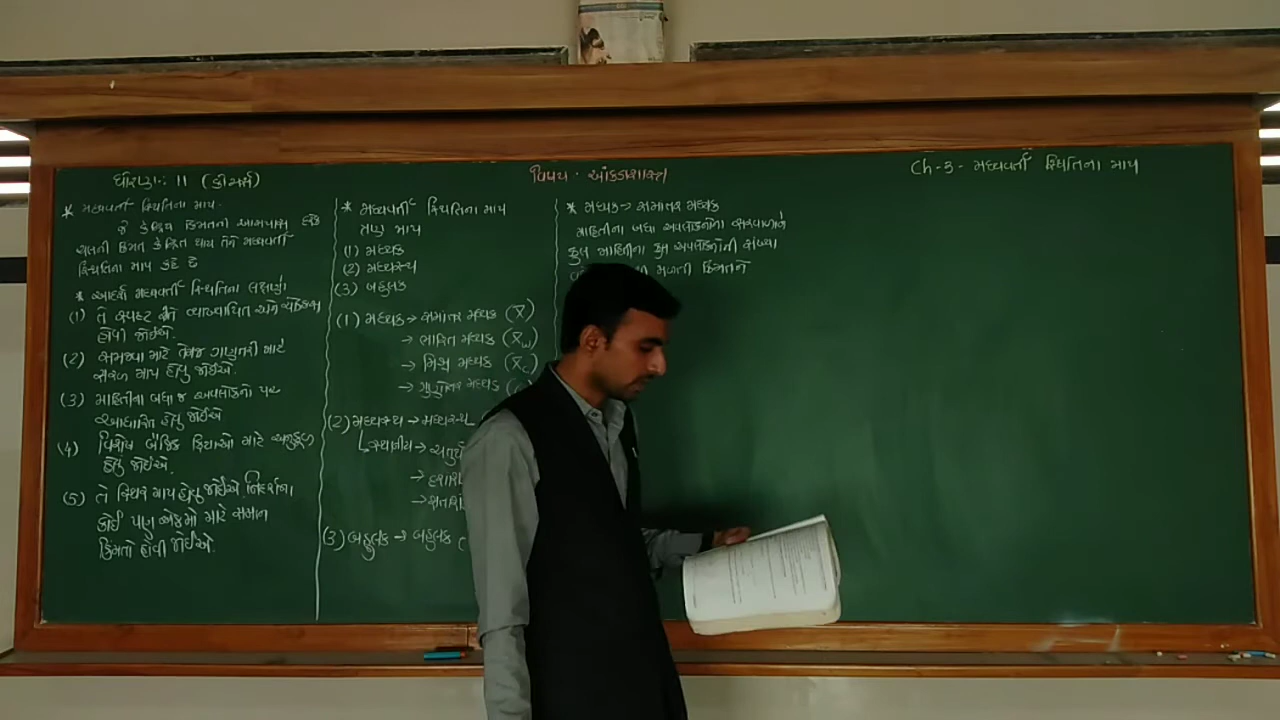 ધોરણ : 11 (કોમર્સ)
વિષય : આંકડાશાસ્ત્ર
Ch-3- મધ્યવર્તી સ્થિતિના માપ
* મધ્યવર્તી સ્થિતિના માપ.
જે કેન્દ્રિય કિંમતની આસપાસ દરેક
ચલની કિંમત કેન્દ્રિત થાય તેને મધ્યવર્તી
સ્થિતિના માપ કહે છે
* આદર્શ મધ્યવર્તી સ્થિતિના લક્ષણો
(1) તે સ્પષ્ટ રીતે વ્યાખ્યાયિત અને ચોક્કસ
હોવી જોઈએ.
(2) સમજવા માટે તેમજ ગણતરી માટે
સરળ માપ હોવુ જોઈએ.
(3) માહિતીના બધા જ અવલોકનો પર
આધારિત હોવુ જોઈએ
(4) વિશેષ બૈજિક ક્રિયાઓ માટે અનુકૂળ
હોવુ જોઈએ.
(5) તે સ્થિર માપ હોવુ જોઈએ. નિદર્શના
કોઈ પણ એકમો માટે સમાન
કિંમતો હોવી જોઈએ.
* મધ્યવર્તી સ્થિતિના માપ
ત્રણ માપ
(1) મધ્યક
(2) મધ્યસ્થ
(3) બહુલક
(1) મધ્યક → સમાંતર મધ્યક (x̄)
→ ભારિત મધ્યક (x̄w)
→ મિશ્ર મધ્યક (x̄c)
→ ગુણોત્તર મધ્યક
(2) મધ્યસ્થ → મધ્યસ્થ
સ્થાનીય →
(3) બહુલક → બહુલક (
* મધ્યક → સમાંતર મધ્યક
માહિતીના બધા અવલોકનોના સરવાળાને
કુલ માહિતીના કુલ અવલોકનોની સંખ્યા
મળતી કિંમતને